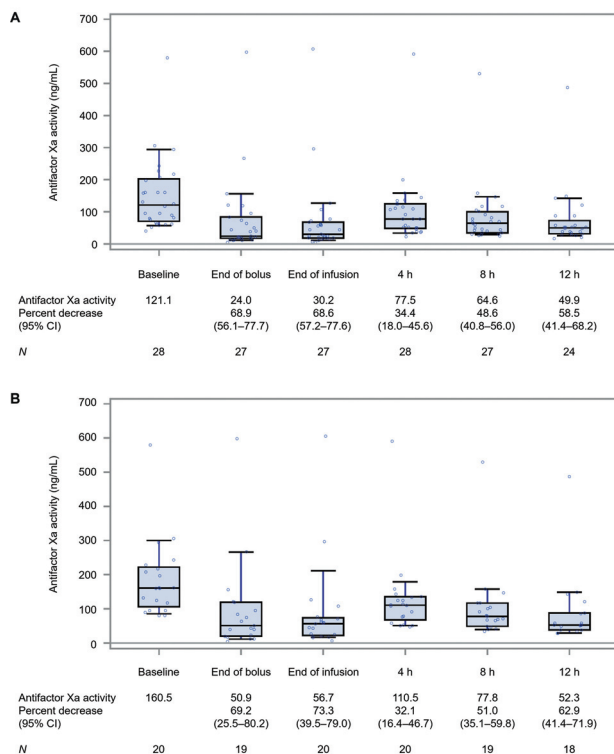 A
700
600
500
400
300
200
100
0
Antifactor Xa activity (ng/mL)
Baseline End of bolus End of infusion 4 h 8 h 12 h
Antifactor Xa activity 121.1 24.0 30.2 77.5 64.6 49.9
Percent decrease 68.9 68.6 34.4 48.6 58.5
(95% CI) (56.1–77.7) (57.2–77.6) (18.0–45.6) (40.8–56.0) (41.4–68.2)
N 28 27 27 28 27 24
B
700
600
500
400
300
200
100
0
Antifactor Xa activity (ng/mL)
Baseline End of bolus End of infusion 4 h 8 h 12 h
Antifactor Xa activity 160.5 50.9 56.7 110.5 77.8 52.3
Percent decrease 69.2 73.3 32.1 51.0 62.9
(95% CI) (25.5–80.2) (39.5–79.0) (16.4–46.7) (35.1–59.8) (41.4–71.9)
N 20 19 20 20 19 18